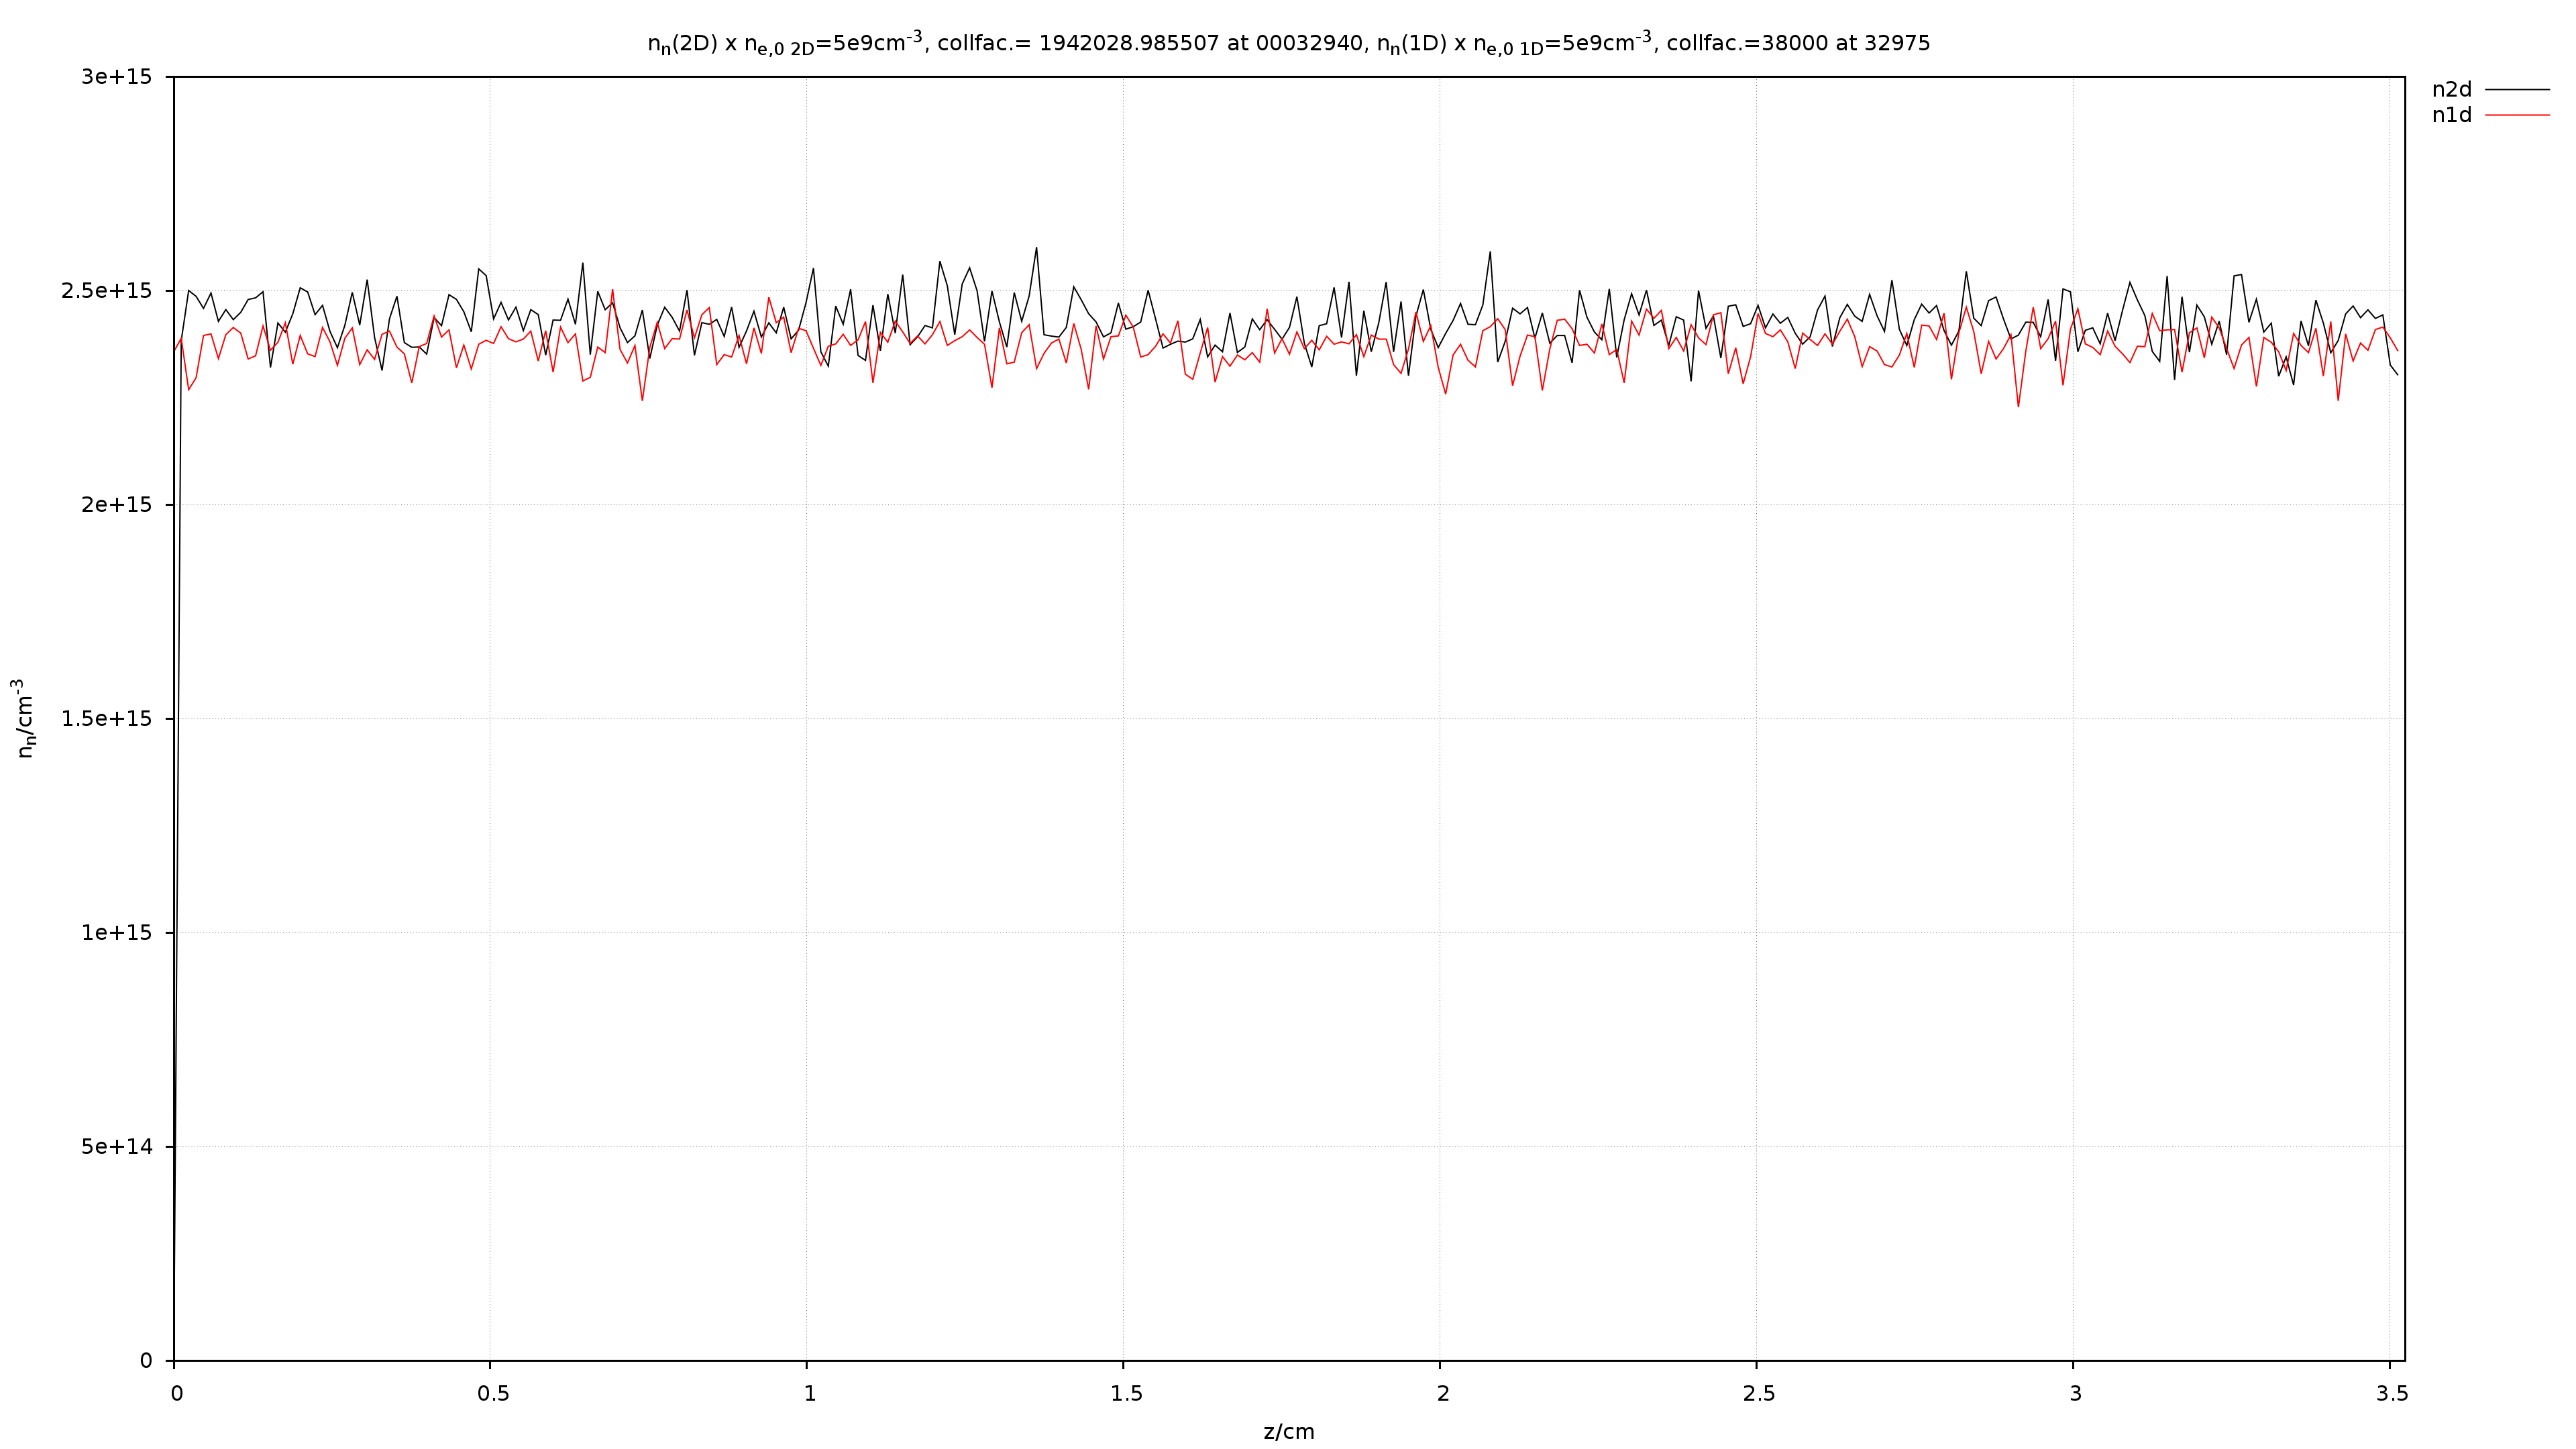 nn(2D) x ne,0 2D=5e9cm-3, collfac.= 1942028.985507 at 00032940, nn(1D) x ne,0 1D=5e9cm-3, collfac.=38000 at 32975
n2d
n1d
3e+15
2.5e+15
2e+15
1.5e+15
1e+15
5e+14
0
nn/cm-3
0 0.5 1 1.5 2 2.5 3 3.5
z/cm